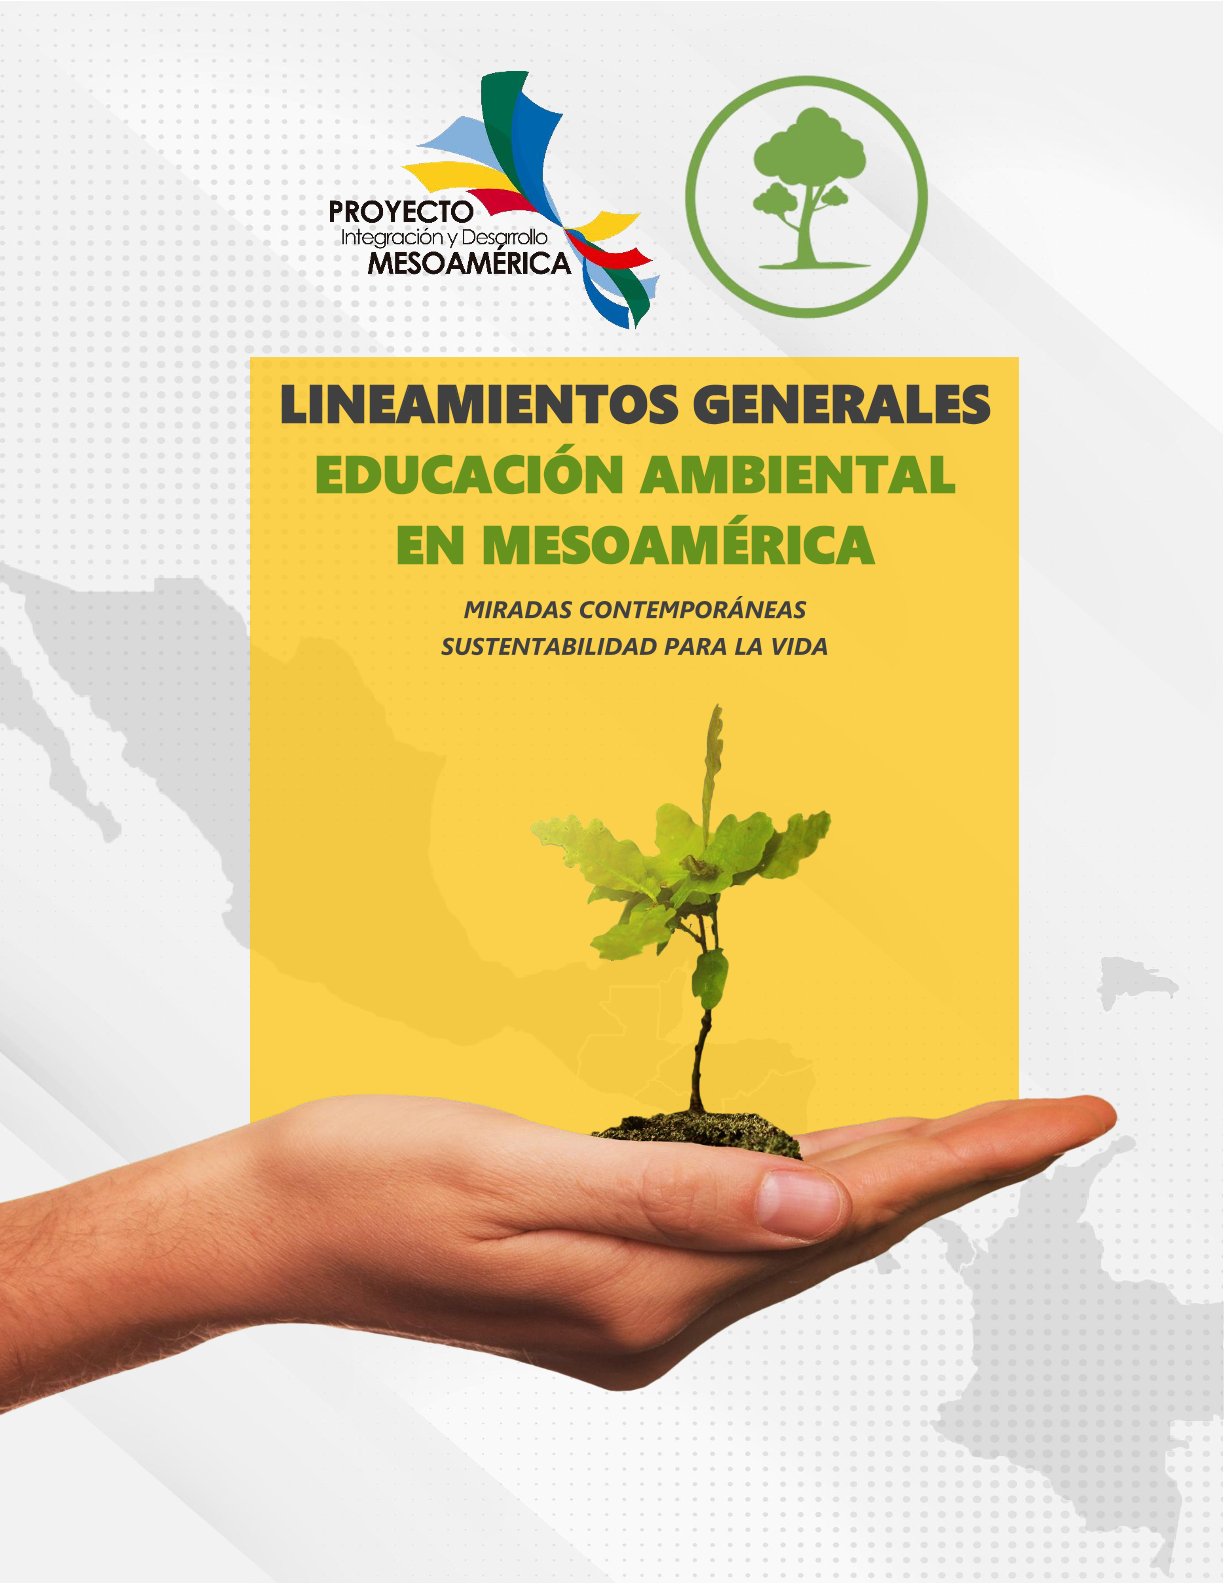 PROYECTO
Integración y Desarrollo
MESOAMÉRICA
LINEAMIENTOS GENERALES
EDUCACIÓN AMBIENTAL
EN MESOAMÉRICA
MIRADAS CONTEMPORÁNEAS
SUSTENTABILIDAD PARA LA VIDA